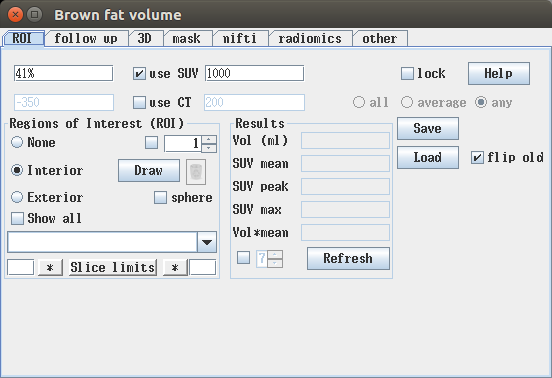 Brown fat volume
ROI follow up 3D mask nifti radiomics other
41% use SUV 1000 lock Help
-350 use CT 200 all average any
Regions of Interest (ROI) Results Save
None 1 Vol (ml)
Load flip old
Interior Draw SUV mean
SUV peak
Exterior sphere SUV max
Show all Vol*mean
7 Refresh
* Slice limits *